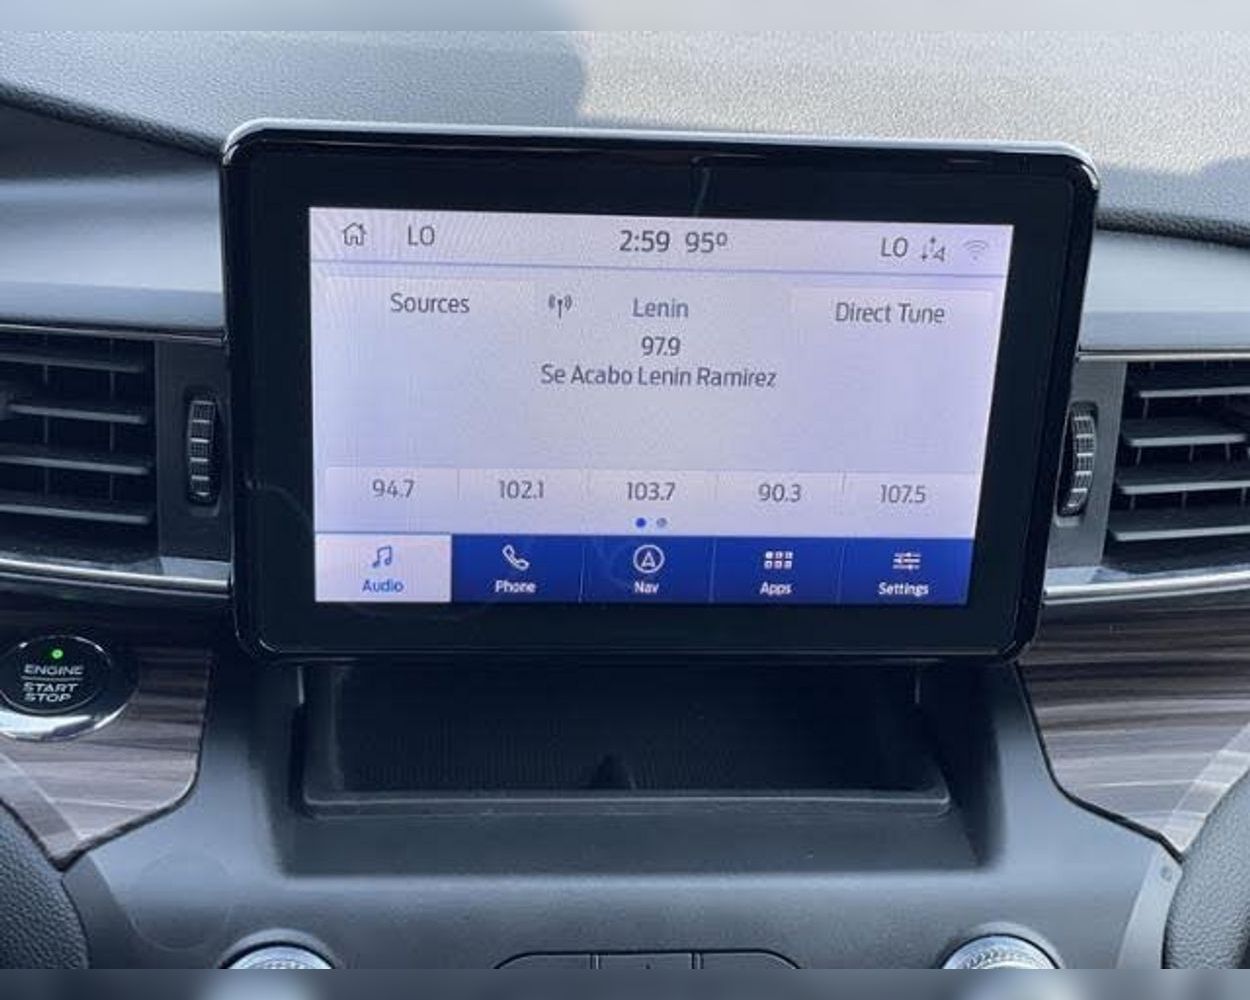 LO 2:59 95° LO
Sources Lenin Direct Tune
97.9
Se Acabo Lenin Ramirez
94.7 102.1 103.7 90.3 107.5
Audio Phone Nav Apps Settings
ENGINE
START
STOP